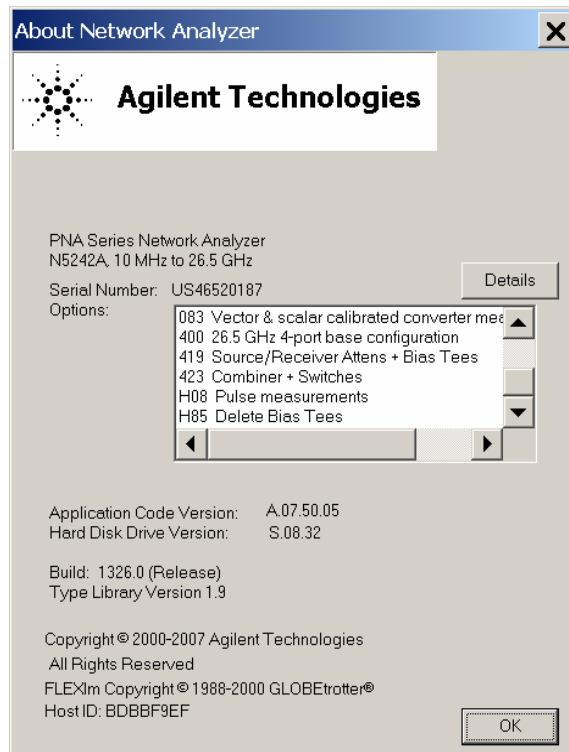 About Network Analyzer
Agilent Technologies
PNA Series Network Analyzer
N5242A, 10 MHz to 26.5 GHz
Details
Serial Number: US46520187
Options:
083 Vector & scalar calibrated converter
400 26.5 GHz 4-port base configuration
419 Source/Receiver Attens + Bias Tees
423 Combiner + Switches
H08 Pulse measurements
H85 Delete Bias Tees
Application Code Version: A.07.50.05
Hard Disk Drive Version: S.08.32
Build: 1326.0 (Release)
Type Library Version 1.9
Copyright © 2000-2007 Agilent Technologies
All Rights Reserved
FLEXlm Copyright © 1988-2000 GLOBEtrotter®
Host ID: BDBBF9EF
OK